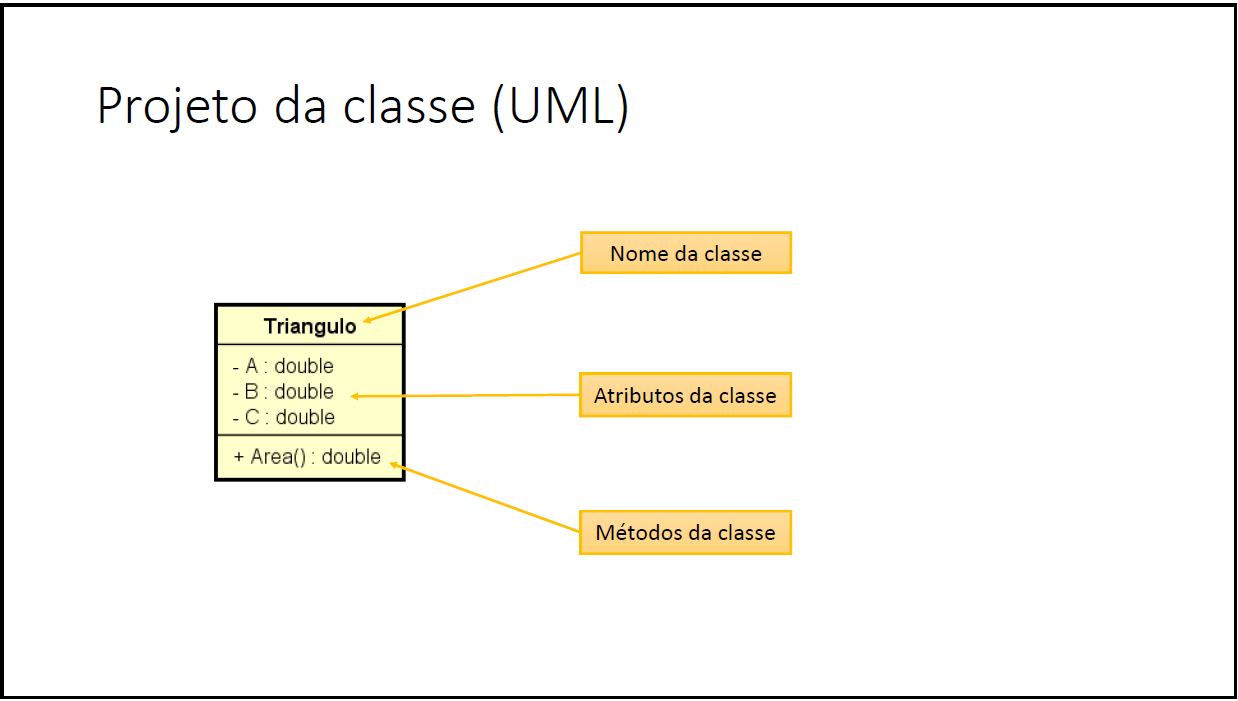 Projeto da classe (UML)
Nome da classe
Triangulo
- A : double
- B : double
- C : double
Atributos da classe
+ Area() : double
Métodos da classe